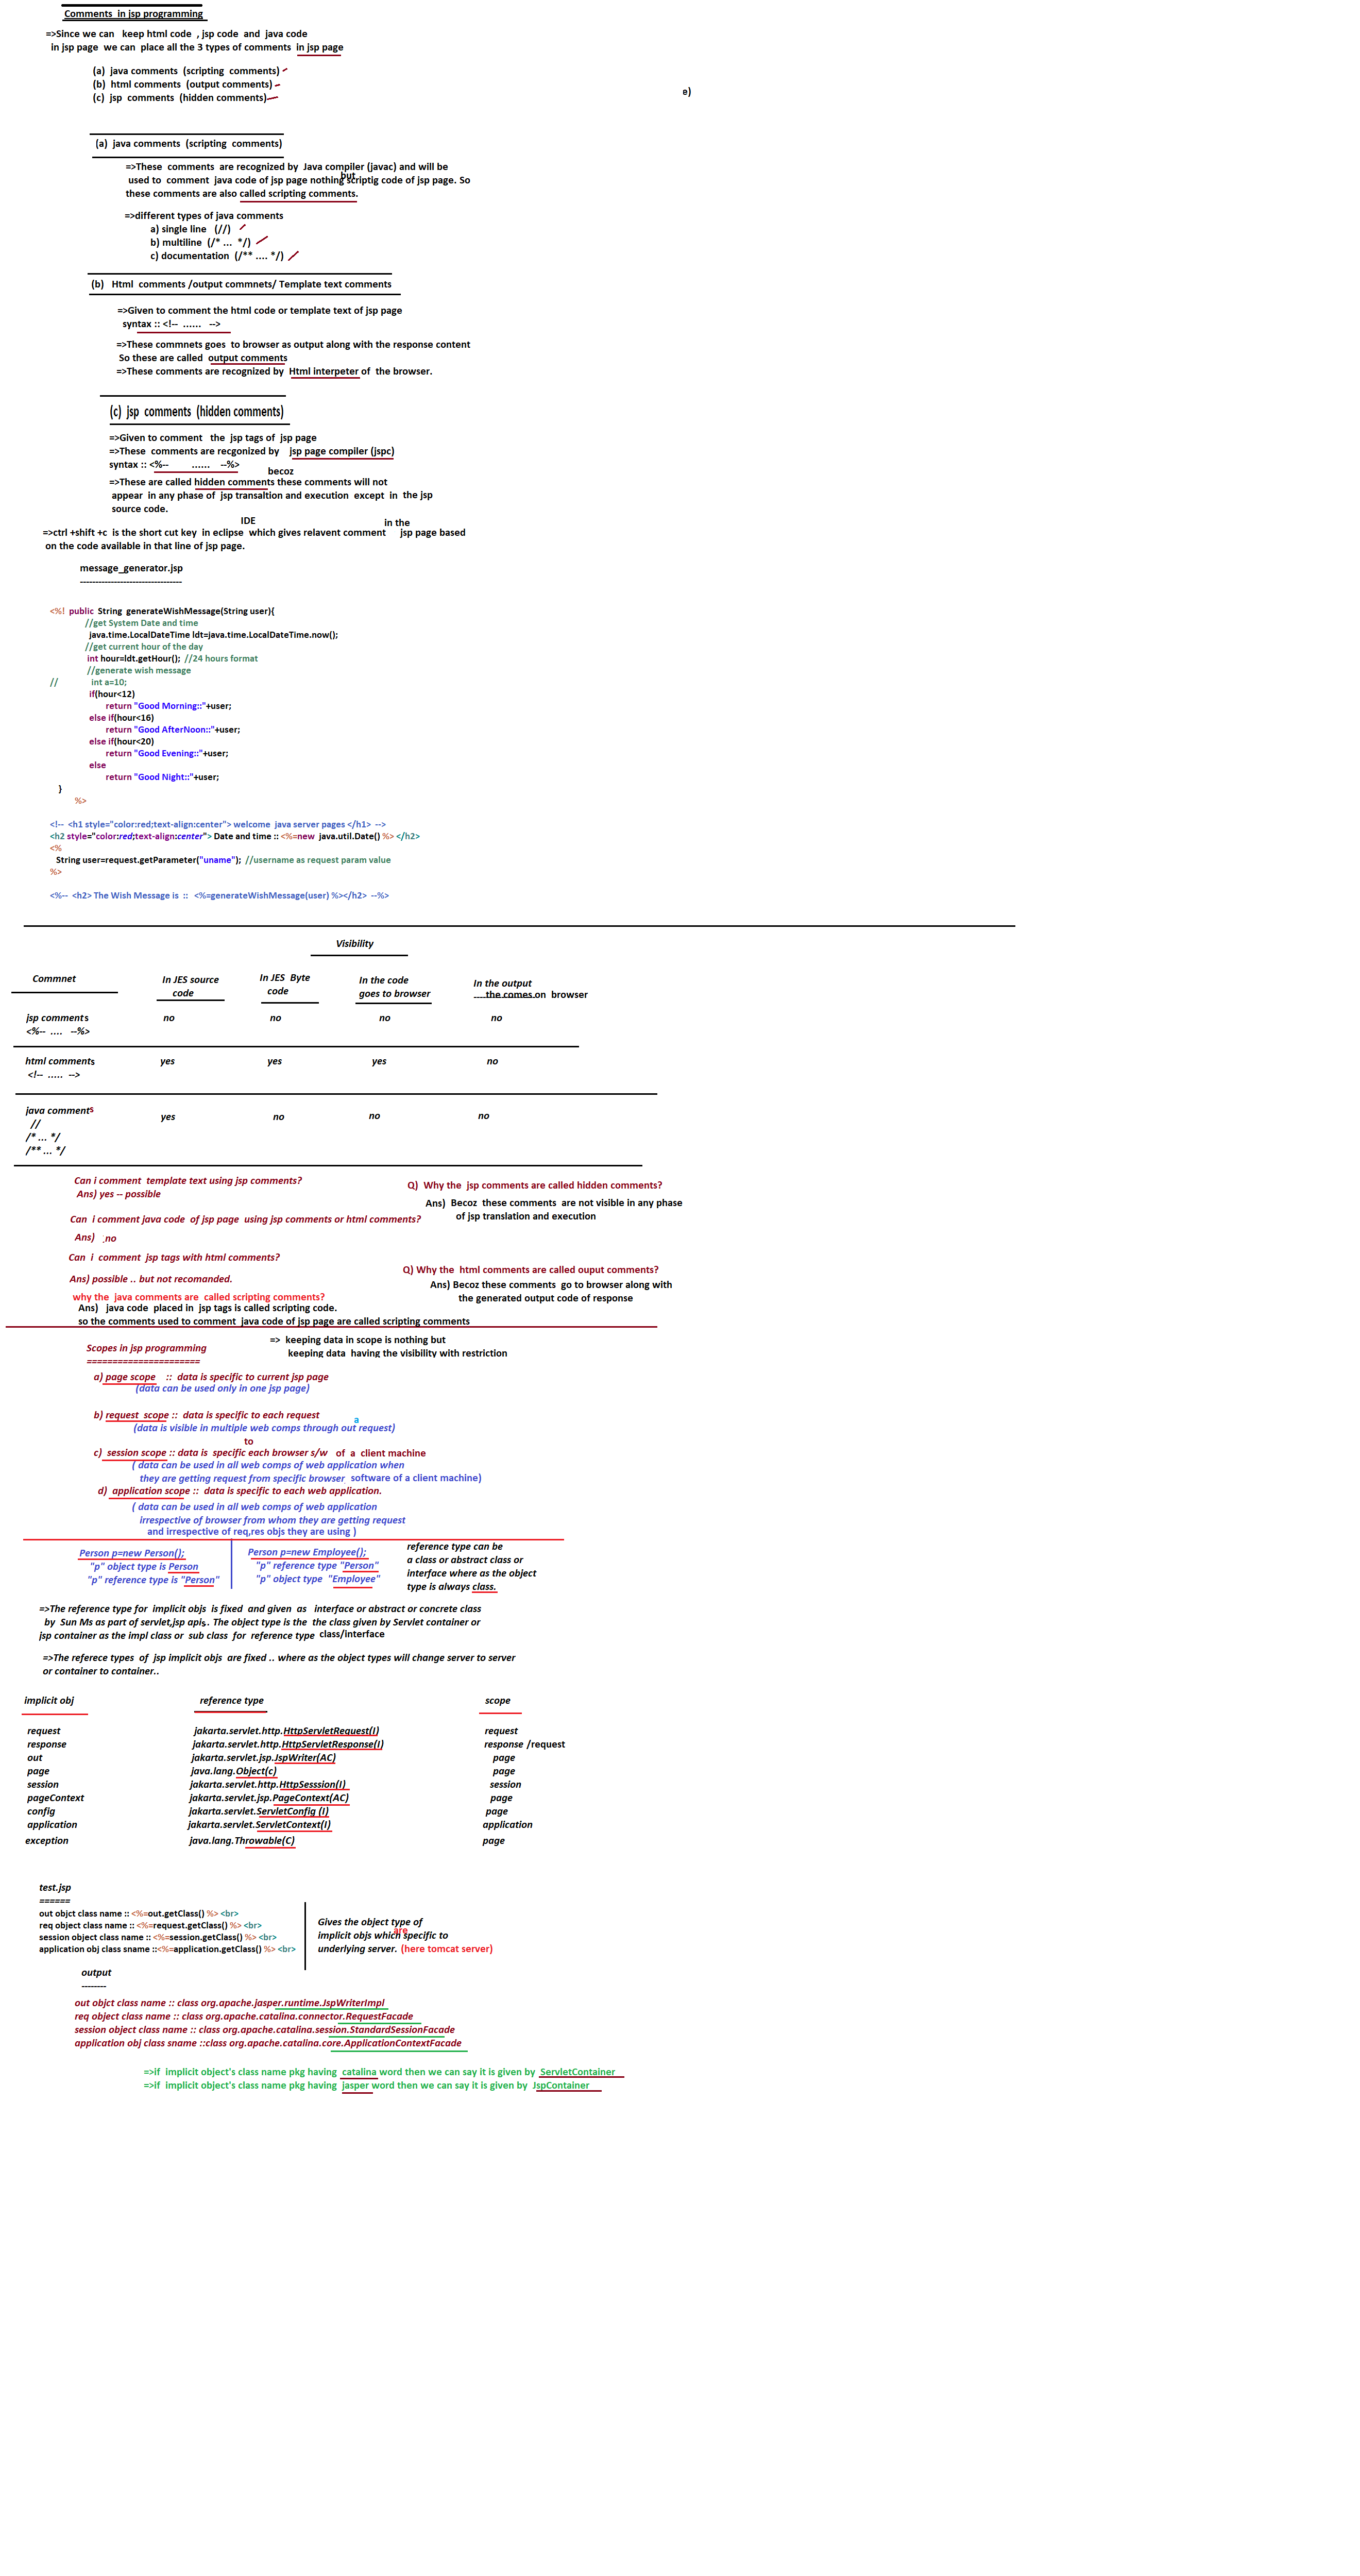 Comments in jsp programming
=>Since we can keep html code , jsp code and java code
in jsp page we can place all the 3 types of comments in jsp page
(a) java comments (scripting comments)
(b) html comments (output comments)
(c) jsp comments (hidden comments)
e)
(a) java comments (scripting comments)
=>These comments are recognized by Java compiler (javac) and will be
but
used to comment java code of jsp page nothing scriptig code of jsp page. So
these comments are also called scripting comments.
=>different types of java comments
a) single line (//)
b) multiline (/* ... */)
c) documentation (/** .... */)
(b) Html comments /output commnets/ Template text comments
=>Given to comment the html code or template text of jsp page
syntax :: <!-- ...... -->
=>These commnets goes to browser as output along with the response content
So these are called output comments
=>These comments are recognized by Html interpeter of the browser.
(c) jsp comments (hidden comments)
=>Given to comment the jsp tags of jsp page
=>These comments are recgonized by jsp page compiler (jspc)
syntax :: <%-- ...... --%>
becoz
=>These are called hidden comments these comments will not
appear in any phase of jsp transaltion and execution except in the jsp
source code.
IDE in the
=>ctrl +shift +c is the short cut key in eclipse which gives relavent comment jsp page based
on the code available in that line of jsp page.
message_generator.jsp
---------------------------------
<%! public String generateWishMessage(String user){
//get System Date and time
java.time.LocalDateTime ldt=java.time.LocalDateTime.now();
//get current hour of the day
int hour=ldt.getHour(); //24 hours format
//generate wish message
// int a=10;
if(hour<12)
return "Good Morning::"+user;
else if(hour<16)
return "Good AfterNoon::"+user;
else if(hour<20)
return "Good Evening::"+user;
else
return "Good Night::"+user;
}
%>
<!-- <h1 style="color:red;text-align:center"> welcome java server pages </h1> -->
<h2 style="color:red;text-align:center"> Date and time :: <%=new java.util.Date() %> </h2>
<%
String user=request.getParameter("uname"); //username as request param value
%>
<%-- <h2> The Wish Message is :: <%=generateWishMessage(user) %></h2> --%>
Visibility
Commnet In JES source In JES Byte In the code In the output
code code goes to browser ....the comes on browser
jsp comments no no no no
<%-- .... --%>
html comments yes yes yes no
<!-- ..... -->
java comments yes no no no
//
/* ... */
/** ... */
Can i comment template text using jsp comments?
Ans) yes -- possible
Q) Why the jsp comments are called hidden comments?
Ans) Becoz these comments are not visible in any phase
of jsp translation and execution
Can i comment java code of jsp page using jsp comments or html comments?
Ans) .no
Can i comment jsp tags with html comments?
Ans) possible .. but not recomanded.
Q) Why the html comments are called ouput comments?
Ans) Becoz these comments go to browser along with
the generated output code of response
why the java comments are called scripting comments?
Ans) java code placed in jsp tags is called scripting code.
so the comments used to comment java code of jsp page are called scripting comments
=> keeping data in scope is nothing but
keeping data having the visibility with restriction
Scopes in jsp programming
======================
a) page scope :: data is specific to current jsp page
(data can be used only in one jsp page)
b) request scope :: data is specific to each request
a
(data is visible in multiple web comps through out request)
to
c) session scope :: data is specific each browser s/w of a client machine
( data can be used in all web comps of web application when
they are getting request from specific browser software of a client machine)
d) application scope :: data is specific to each web application.
( data can be used in all web comps of web application
irrespective of browser from whom they are getting request
and irrespective of req,res objs they are using )
Person p=new Person();
"p" object type is Person
"p" reference type is "Person"
Person p=new Employee();
"p" reference type "Person"
"p" object type "Employee"
reference type can be
a class or abstract class or
interface where as the object
type is always class.
=>The reference type for implicit objs is fixed and given as interface or abstract or concrete class
by Sun Ms as part of servlet,jsp apis.. The object type is the the class given by Servlet container or
jsp container as the impl class or sub class for reference type class/interface
=>The referece types of jsp implicit objs are fixed .. where as the object types will change server to server
or container to container..
implicit obj reference type scope
request jakarta.servlet.http.HttpServletRequest(I) request
response jakarta.servlet.http.HttpServletResponse(I) response /request
out jakarta.servlet.jsp.JspWriter(AC) page
page java.lang.Object(c) page
session jakarta.servlet.http.HttpSesssion(I) session
pageContext jakarta.servlet.jsp.PageContext(AC) page
config jakarta.servlet.ServletConfig (I) page
application jakarta.servlet.ServletContext(I) application
exception java.lang.Throwable(C) page
test.jsp
======
out objct class name :: <%=out.getClass() %> <br>
req object class name :: <%=request.getClass() %> <br>
session object class name :: <%=session.getClass() %> <br>
application obj class sname ::<%=application.getClass() %> <br>
Gives the object type of
are
implicit objs which specific to
underlying server. (here tomcat server)
output
--------
out objct class name :: class org.apache.jasper.runtime.JspWriterImpl
req object class name :: class org.apache.catalina.connector.RequestFacade
session object class name :: class org.apache.catalina.session.StandardSessionFacade
application obj class sname ::class org.apache.catalina.core.ApplicationContextFacade
=>if implicit object's class name pkg having catalina word then we can say it is given by ServletContainer
=>if implicit object's class name pkg having jasper word then we can say it is given by JspContainer